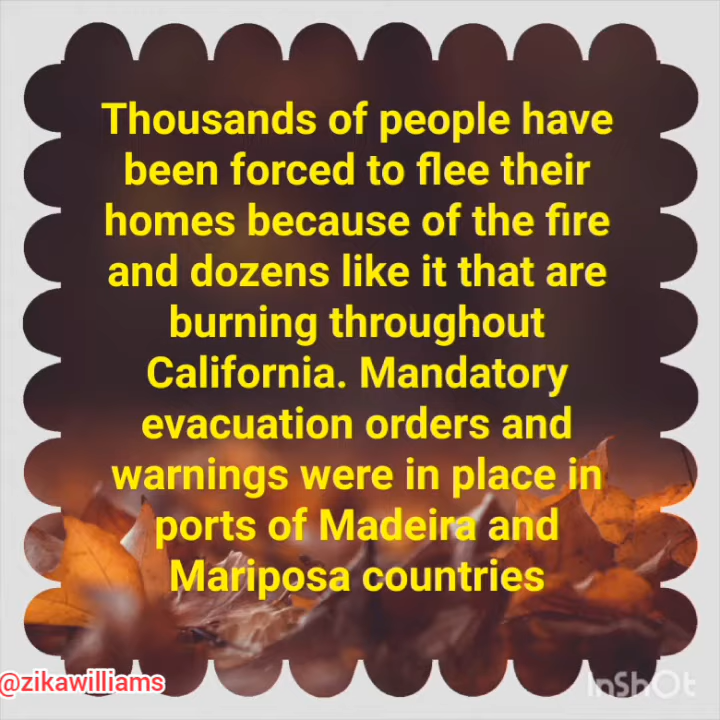 Thousands of people have
been forced to flee their
homes because of the fire
and dozens like it that are
burning throughout
California. Mandatory
evacuation orders and
warnings were in place in
ports of Madeira and
Mariposa countries
@zikawilliams
InShOt